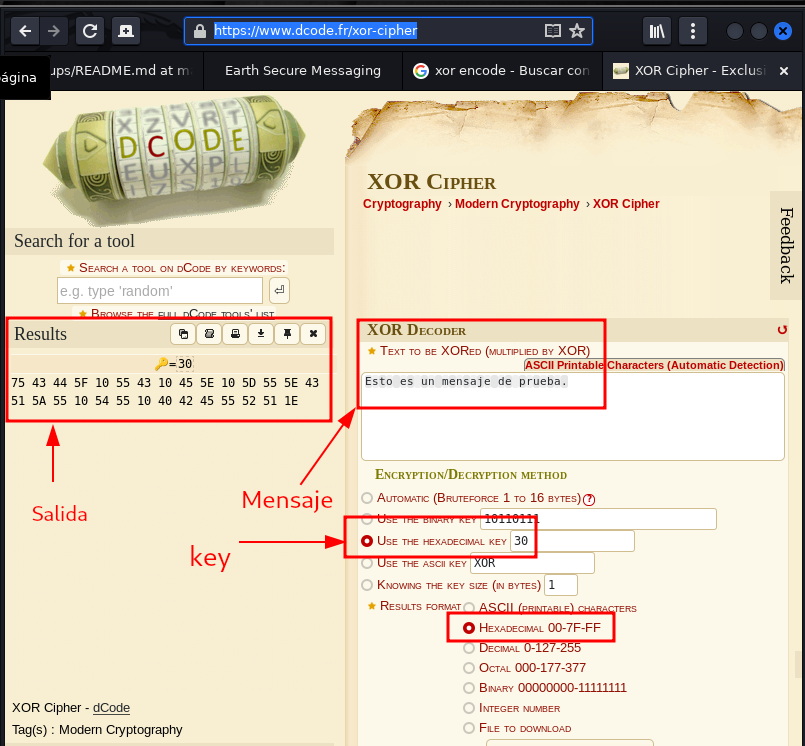 https://www.dcode.fr/xor-cipher
ágina
ups/README.md at m
Earth Secure Messaging
xor encode - Buscar con
XOR Cipher - Exclusi
DCODE
XOR Cipher
Cryptography › Modern Cryptography › XOR Cipher
Feedback
Search for a tool
Search a tool on dCode by keywords:
e.g. type 'random'
Browse the full dCode tools' list
Results
=30
75 43 44 5F 10 55 43 10 45 5E 10 5D 55 5E 43
51 5A 55 10 54 55 10 40 42 45 55 52 51 1E
Salida
Mensaje
key
XOR Decoder
Text to be XORed (multiplied by XOR)
ASCII Printable Characters (Automatic Detection)
Esto es un mensaje de prueba.
Encryption/Decryption method
Automatic (Bruteforce 1 to 16 bytes) ?
Use the binary key 10110111
Use the hexadecimal key 30
Use the ascii key XOR
Knowing the key size (in bytes) 1
Results format ASCII (printable) characters
Hexadecimal 00-7F-FF
Decimal 0-127-255
Octal 000-177-377
Binary 00000000-11111111
Integer number
File to download
XOR Cipher - dCode
Tag(s) : Modern Cryptography